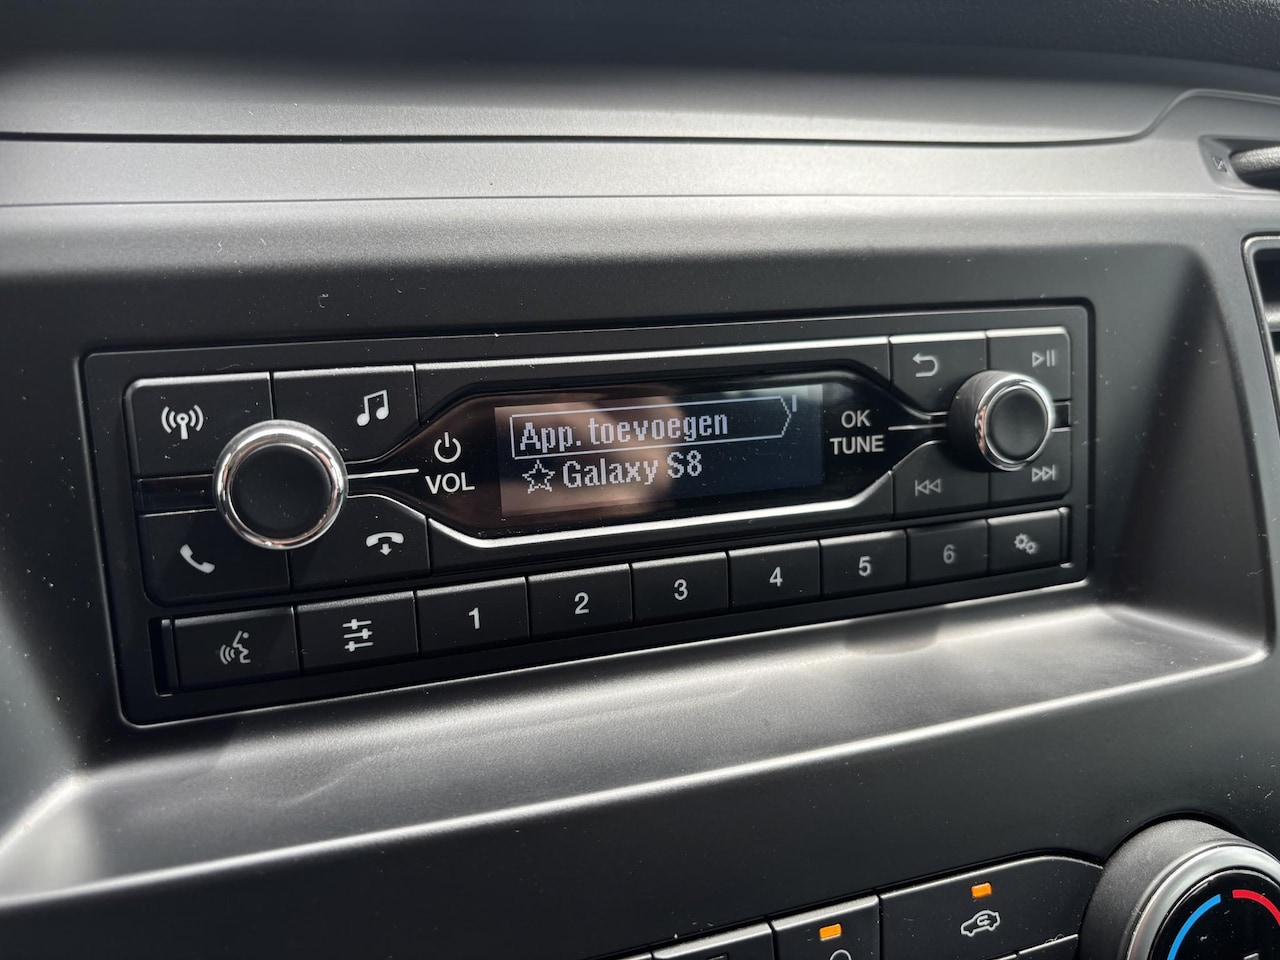 App. toevoegen
Galaxy S8
VOL
OK
TUNE
1
2
3
4
5
6